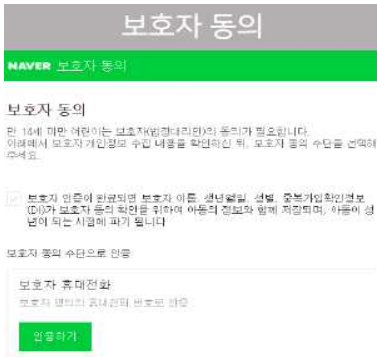 보호자 동의
NAVER 보호자 동의
보호자 동의
만 14세 미만 어린이는 보호자(법정대리인)의 동의가 필요합니다.
아래에서 보호자 개인정보 수집 내용을 확인하신 뒤, 보호자 동의 수단을 선택해
주세요.
보호자 인증이 완료되면 보호자 이름, 생년월일, 성별, 중복가입확인정보
(DI)가 보호자 동의 확인을 위하여 아동의 정보와 함께 저장되며, 아동이 성
년이 되는 시점에 파기 됩니다
보호자 동의 수단으로 인증
보호자 휴대전화
보호자 명의의 휴대전화 번호로 인증
인증하기